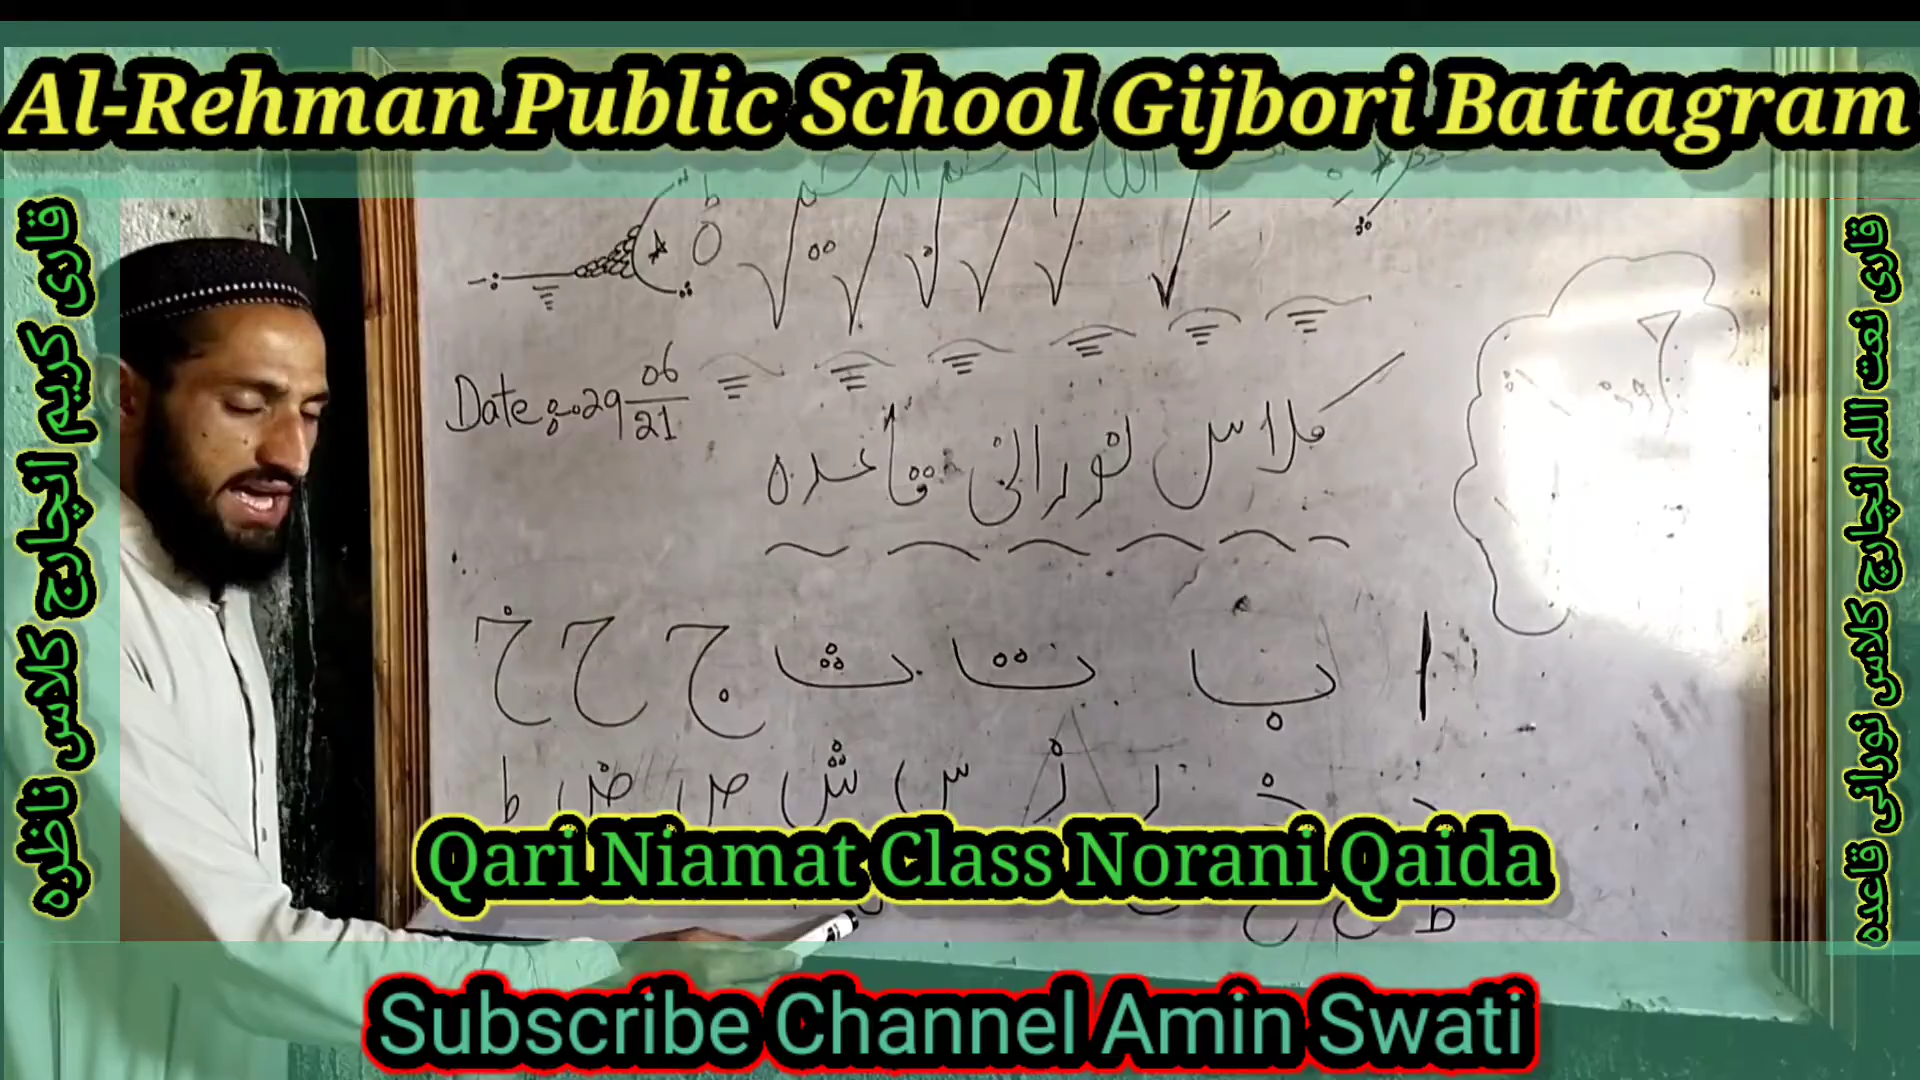 Al-Rehman Public School Gijbori Battagram
قاری کریم انچارج کلاس ناظرہ
قاری نعمت اللہ انچارج کلاس نورانی قاعدہ
Date 29 06/21
کلاس نورانی قاعدہ
ا ب ت ث ج ح خ
د ذ ر ز س ش ص ض ط
Qari Niamat Class Norani Qaida
Subscribe Channel Amin Swati